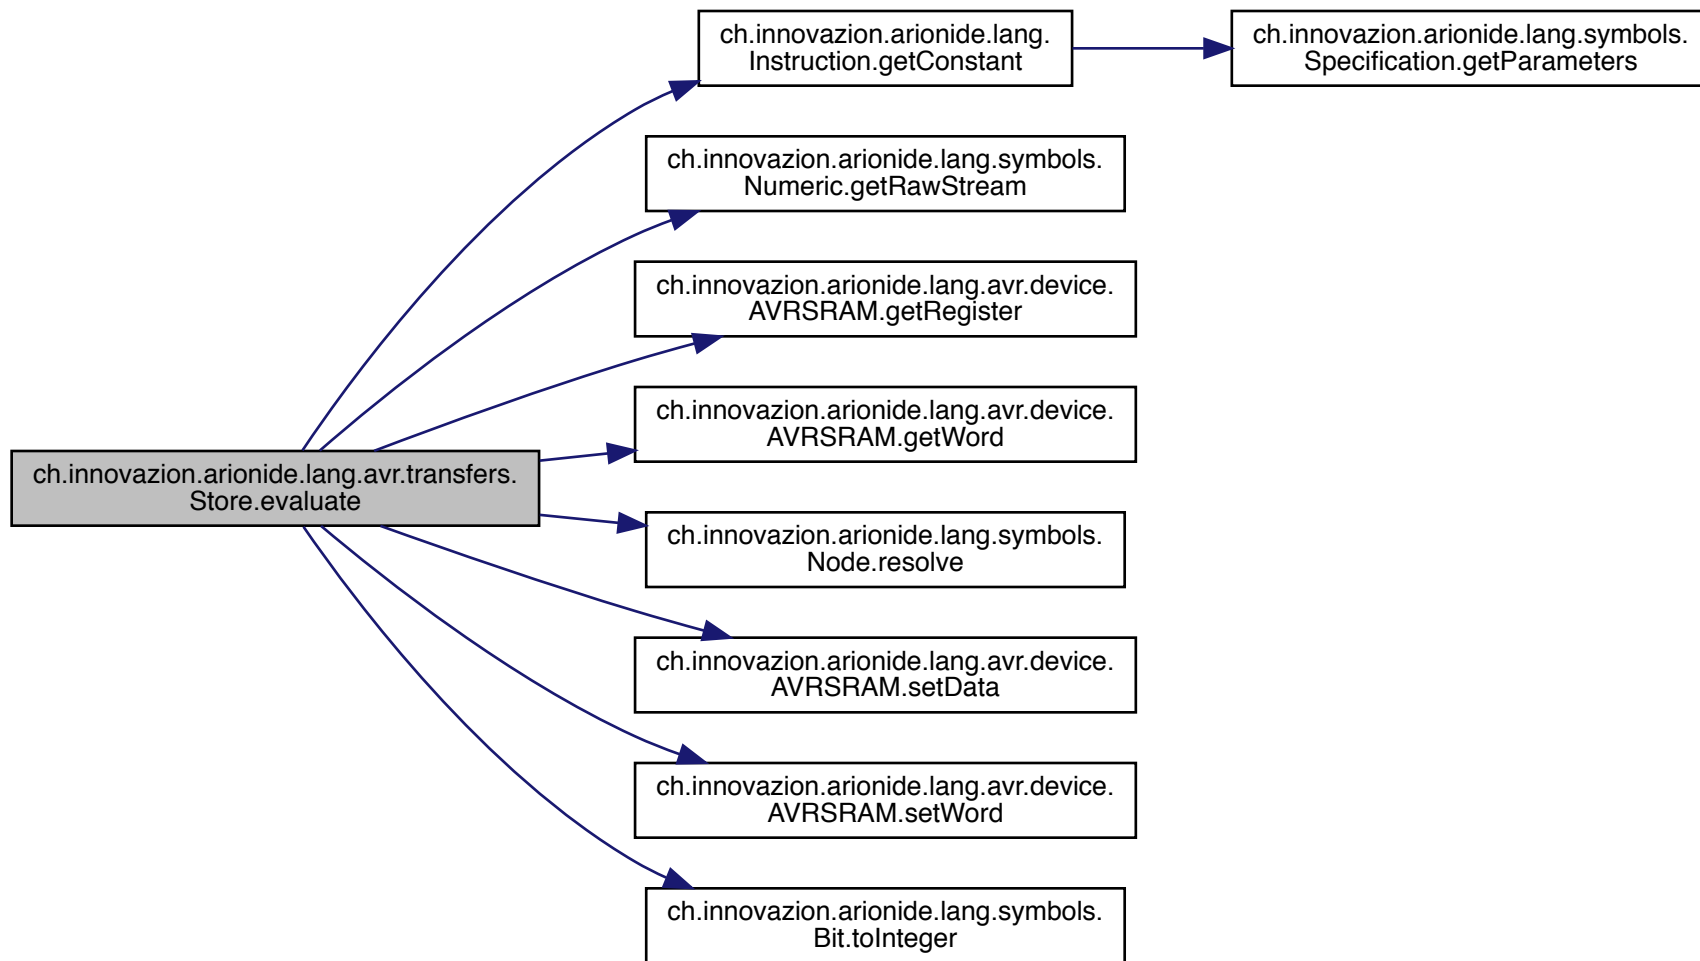 ch.innovazion.arionide.lang.
Instruction.getConstant
ch.innovazion.arionide.lang.symbols.
Specification.getParameters
ch.innovazion.arionide.lang.symbols.
Numeric.getRawStream
ch.innovazion.arionide.lang.avr.device.
AVRSRAM.getRegister
ch.innovazion.arionide.lang.avr.device.
AVRSRAM.getWord
ch.innovazion.arionide.lang.avr.transfers.
Store.evaluate
ch.innovazion.arionide.lang.symbols.
Node.resolve
ch.innovazion.arionide.lang.avr.device.
AVRSRAM.setData
ch.innovazion.arionide.lang.avr.device.
AVRSRAM.setWord
ch.innovazion.arionide.lang.symbols.
Bit.toInteger